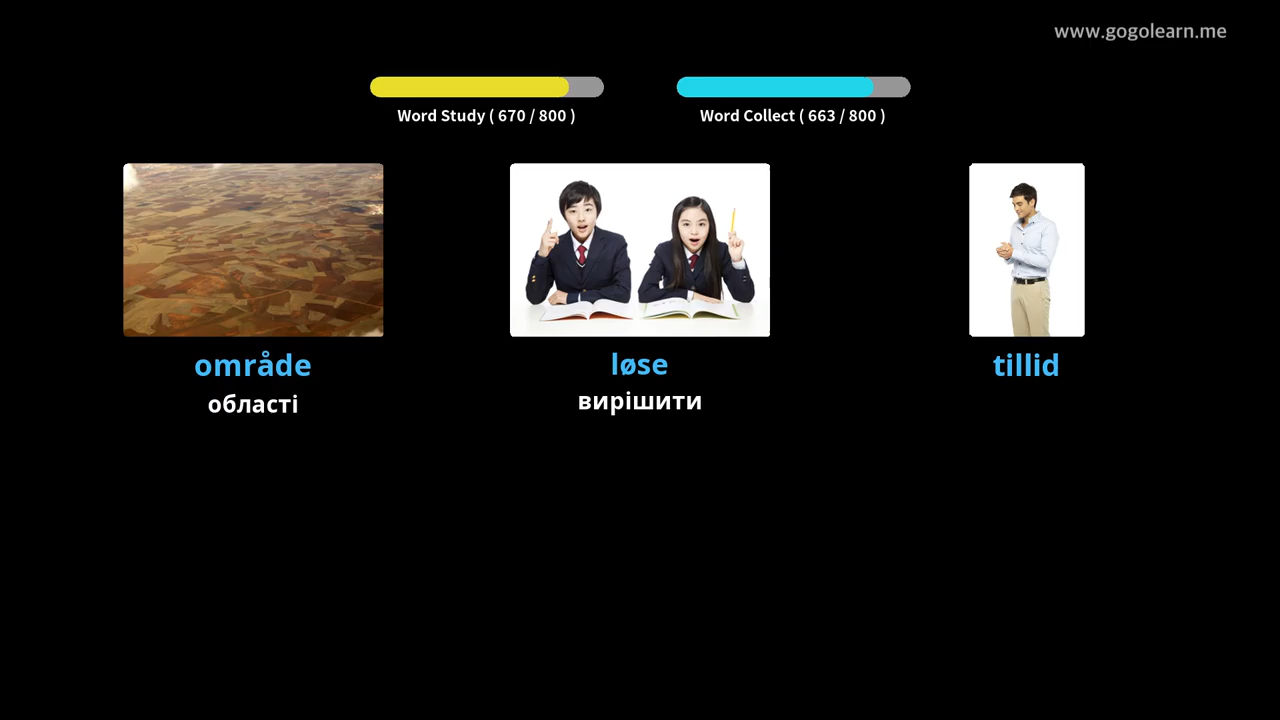 www.gogolearn.me
Word Study ( 670 / 800 )
Word Collect ( 663 / 800 )
område
області
løse
вирішити
tillid